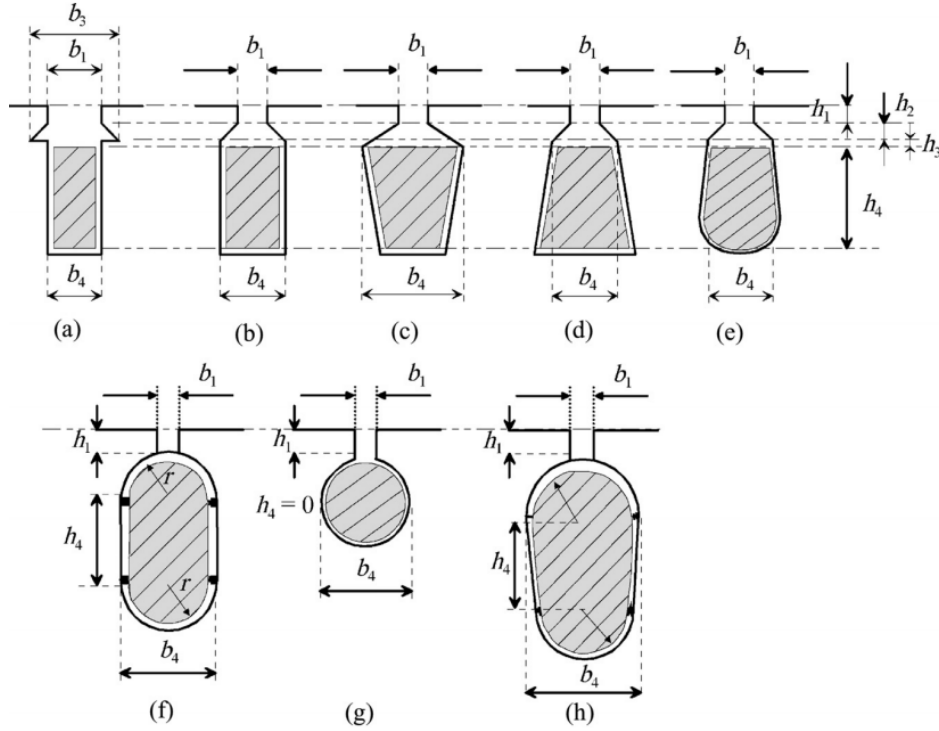 b₃
b₁ b₁ b₁ b₁ b₁
h₁ h₂
h₃
h₄
b₄ b₄ b₄ b₄ b₄
(a) (b) (c) (d) (e)
b₁ b₁ b₁
h₁ h₁ h₁
r
h₄ h₄ = 0 h₄
r
b₄ b₄ b₄
(f) (g) (h)